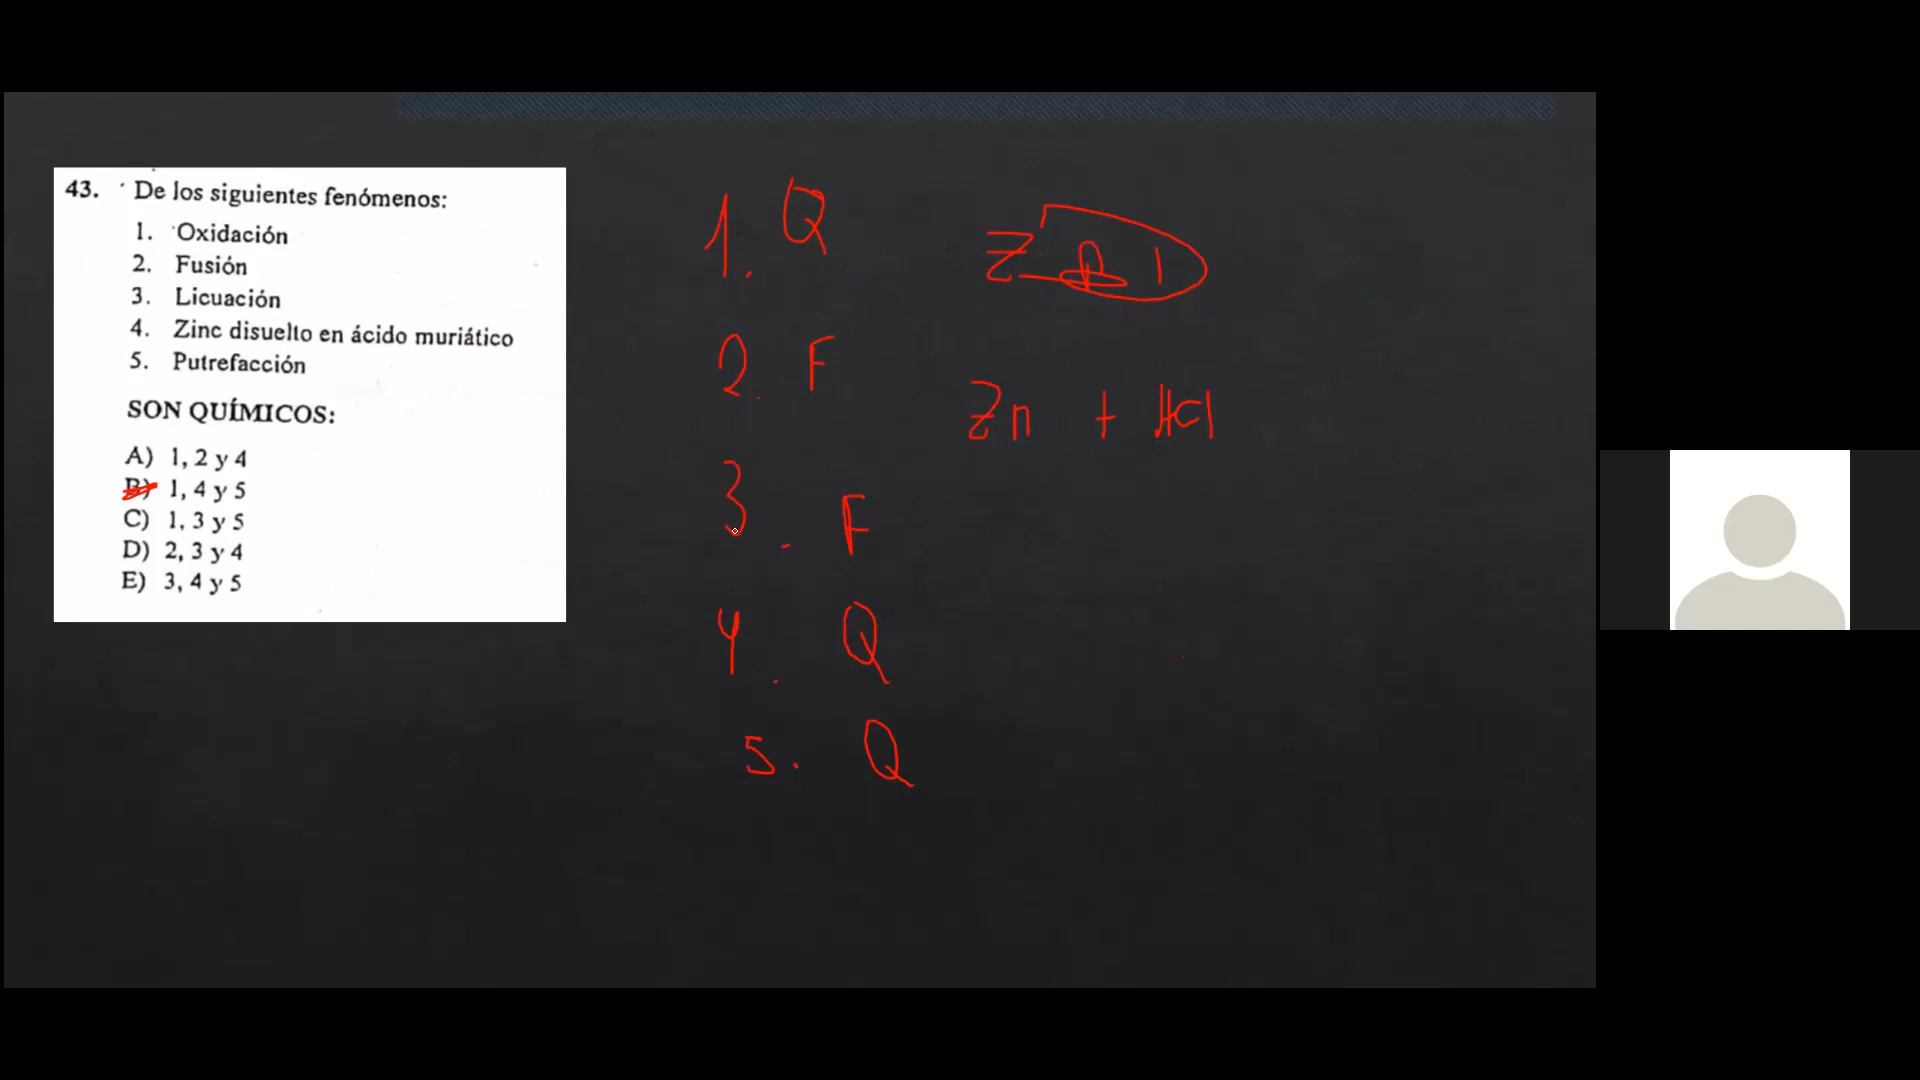 43. De los siguientes fenómenos:
1. Oxidación
2. Fusión
3. Licuación
4. Zinc disuelto en ácido muriático
5. Putrefacción
SON QUÍMICOS:
A) 1, 2 y 4
B) 1, 4 y 5
C) 1, 3 y 5
D) 2, 3 y 4
E) 3, 4 y 5
1. Q
2. F
3. F
4. Q
5. Q
Zn + HCl